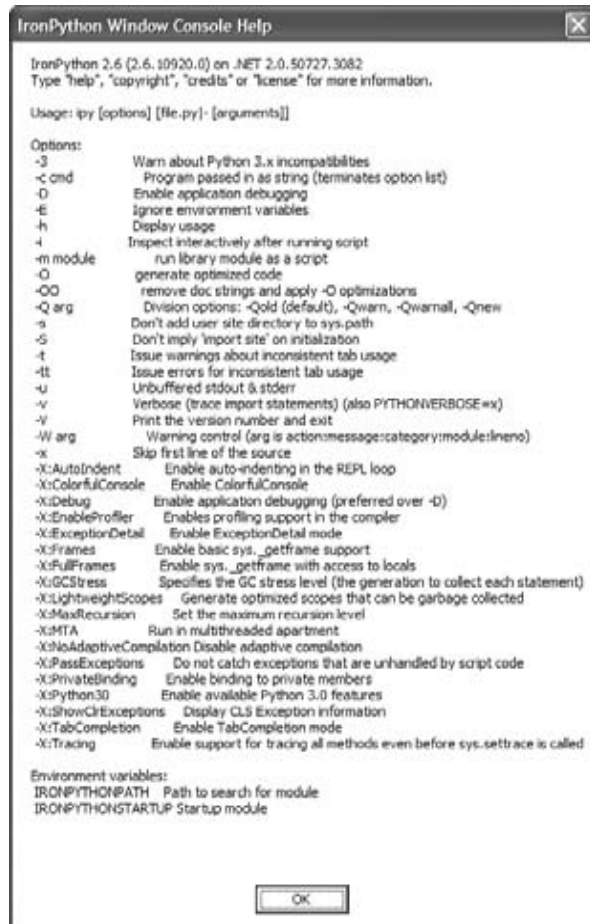 IronPython Window Console Help
IronPython 2.6 (2.6.10920.0) on .NET 2.0.50727.3082
Type "help", "copyright", "credits" or "license" for more information.
Usage: ipy [options] [file.py|- [arguments]]
Options:
-3 Warn about Python 3.x incompatibilities
-c cmd Program passed in as string (terminates option list)
-D Enable application debugging
-E Ignore environment variables
-h Display usage
-i Inspect interactively after running script
-m module run library module as a script
-O generate optimized code
-OO remove doc strings and apply -O optimizations
-Q arg Division options: -Qold (default), -Qwarn, -Qwarnall, -Qnew
-s Don't add user site directory to sys.path
-S Don't imply 'import site' on initialization
-t Issue warnings about inconsistent tab usage
-tt Issue errors for inconsistent tab usage
-u Unbuffered stdout & stderr
-v Verbose (trace import statements) (also PYTHONVERBOSE=x)
-V Print the version number and exit
-W arg Warning control (arg is action:message:category:module:lineno)
-x Skip first line of the source
-X:AutoIndent Enable auto-indenting in the REPL loop
-X:ColorfulConsole Enable ColorfulConsole
-X:Debug Enable application debugging (preferred over -D)
-X:EnableProfiler Enables profiling support in the compiler
-X:ExceptionDetail Enable ExceptionDetail mode
-X:Frames Enable basic sys._getframe support
-X:FullFrames Enable sys._getframe with access to locals
-X:GCStress Specifies the GC stress level (the generation to collect each statement)
-X:LightweightScopes Generate optimized scopes that can be garbage collected
-X:MaxRecursion Set the maximum recursion level
-X:MTA Run in multithreaded apartment
-X:NoAdaptiveCompilation Disable adaptive compilation
-X:PassExceptions Do not catch exceptions that are unhandled by script code
-X:PrivateBinding Enable binding to private members
-X:Python30 Enable available Python 3.0 features
-X:ShowClrExceptions Display CLS Exception information
-X:TabCompletion Enable TabCompletion mode
-X:Tracing Enable support for tracing all methods even before sys.settrace is called
Environment variables:
IRONPYTHONPATH Path to search for module
IRONPYTHONSTARTUP Startup module
OK